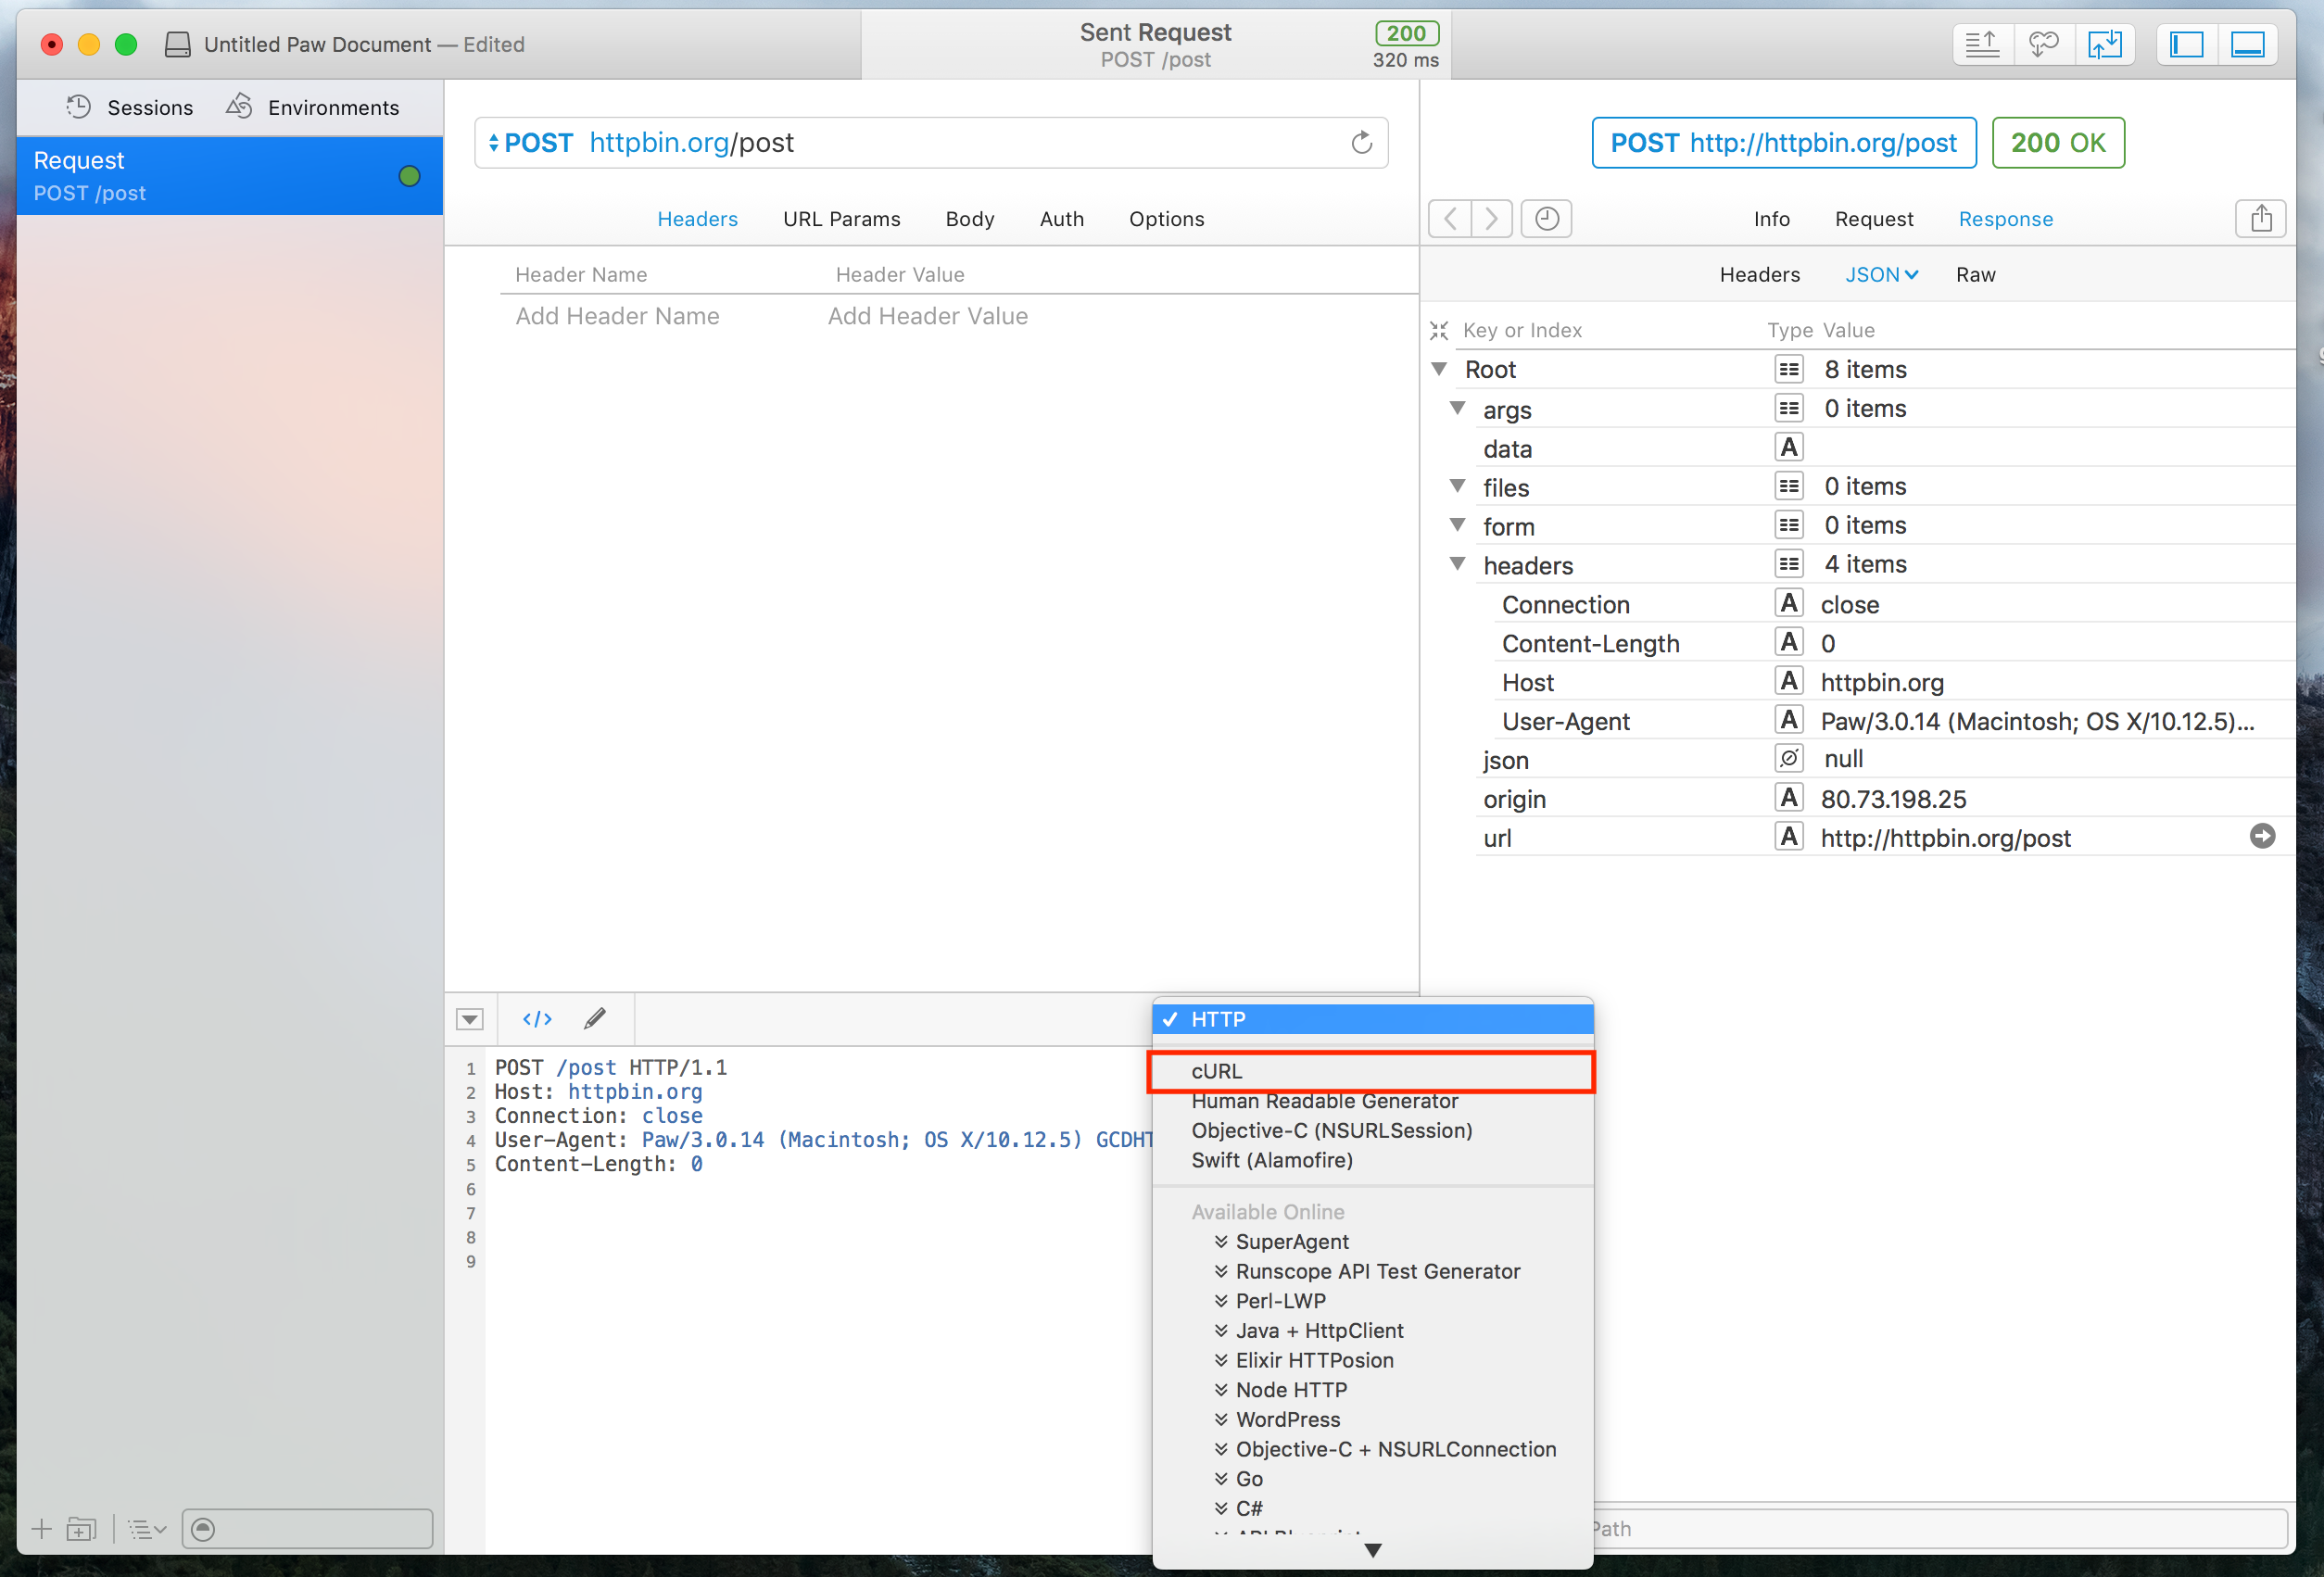 Untitled Paw Document — Edited
Sent Request
POST /post
200
320 ms
Sessions
Environments
Request
POST /post
POST httpbin.org/post
Headers
URL Params
Body
Auth
Options
Header Name
Header Value
Add Header Name
Add Header Value
POST http://httpbin.org/post
200 OK
Info
Request
Response
Headers
JSON
Raw
Key or Index
Type
Value
Root
8 items
args
0 items
data
A
files
0 items
form
0 items
headers
4 items
Connection
A
close
Content-Length
A
0
Host
A
httpbin.org
User-Agent
A
Paw/3.0.14 (Macintosh; OS X/10.12.5)...
json
null
origin
A
80.73.198.25
url
A
http://httpbin.org/post
</>
1 POST /post HTTP/1.1
2 Host: httpbin.org
3 Connection: close
4 User-Agent: Paw/3.0.14 (Macintosh; OS X/10.12.5) GCDHT
5 Content-Length: 0
6
7
8
9
✓ HTTP
cURL
Human Readable Generator
Objective-C (NSURLSession)
Swift (Alamofire)
Available Online
SuperAgent
Runscope API Test Generator
Perl-LWP
Java + HttpClient
Elixir HTTPosion
Node HTTP
WordPress
Objective-C + NSURLConnection
Go
C#
Path